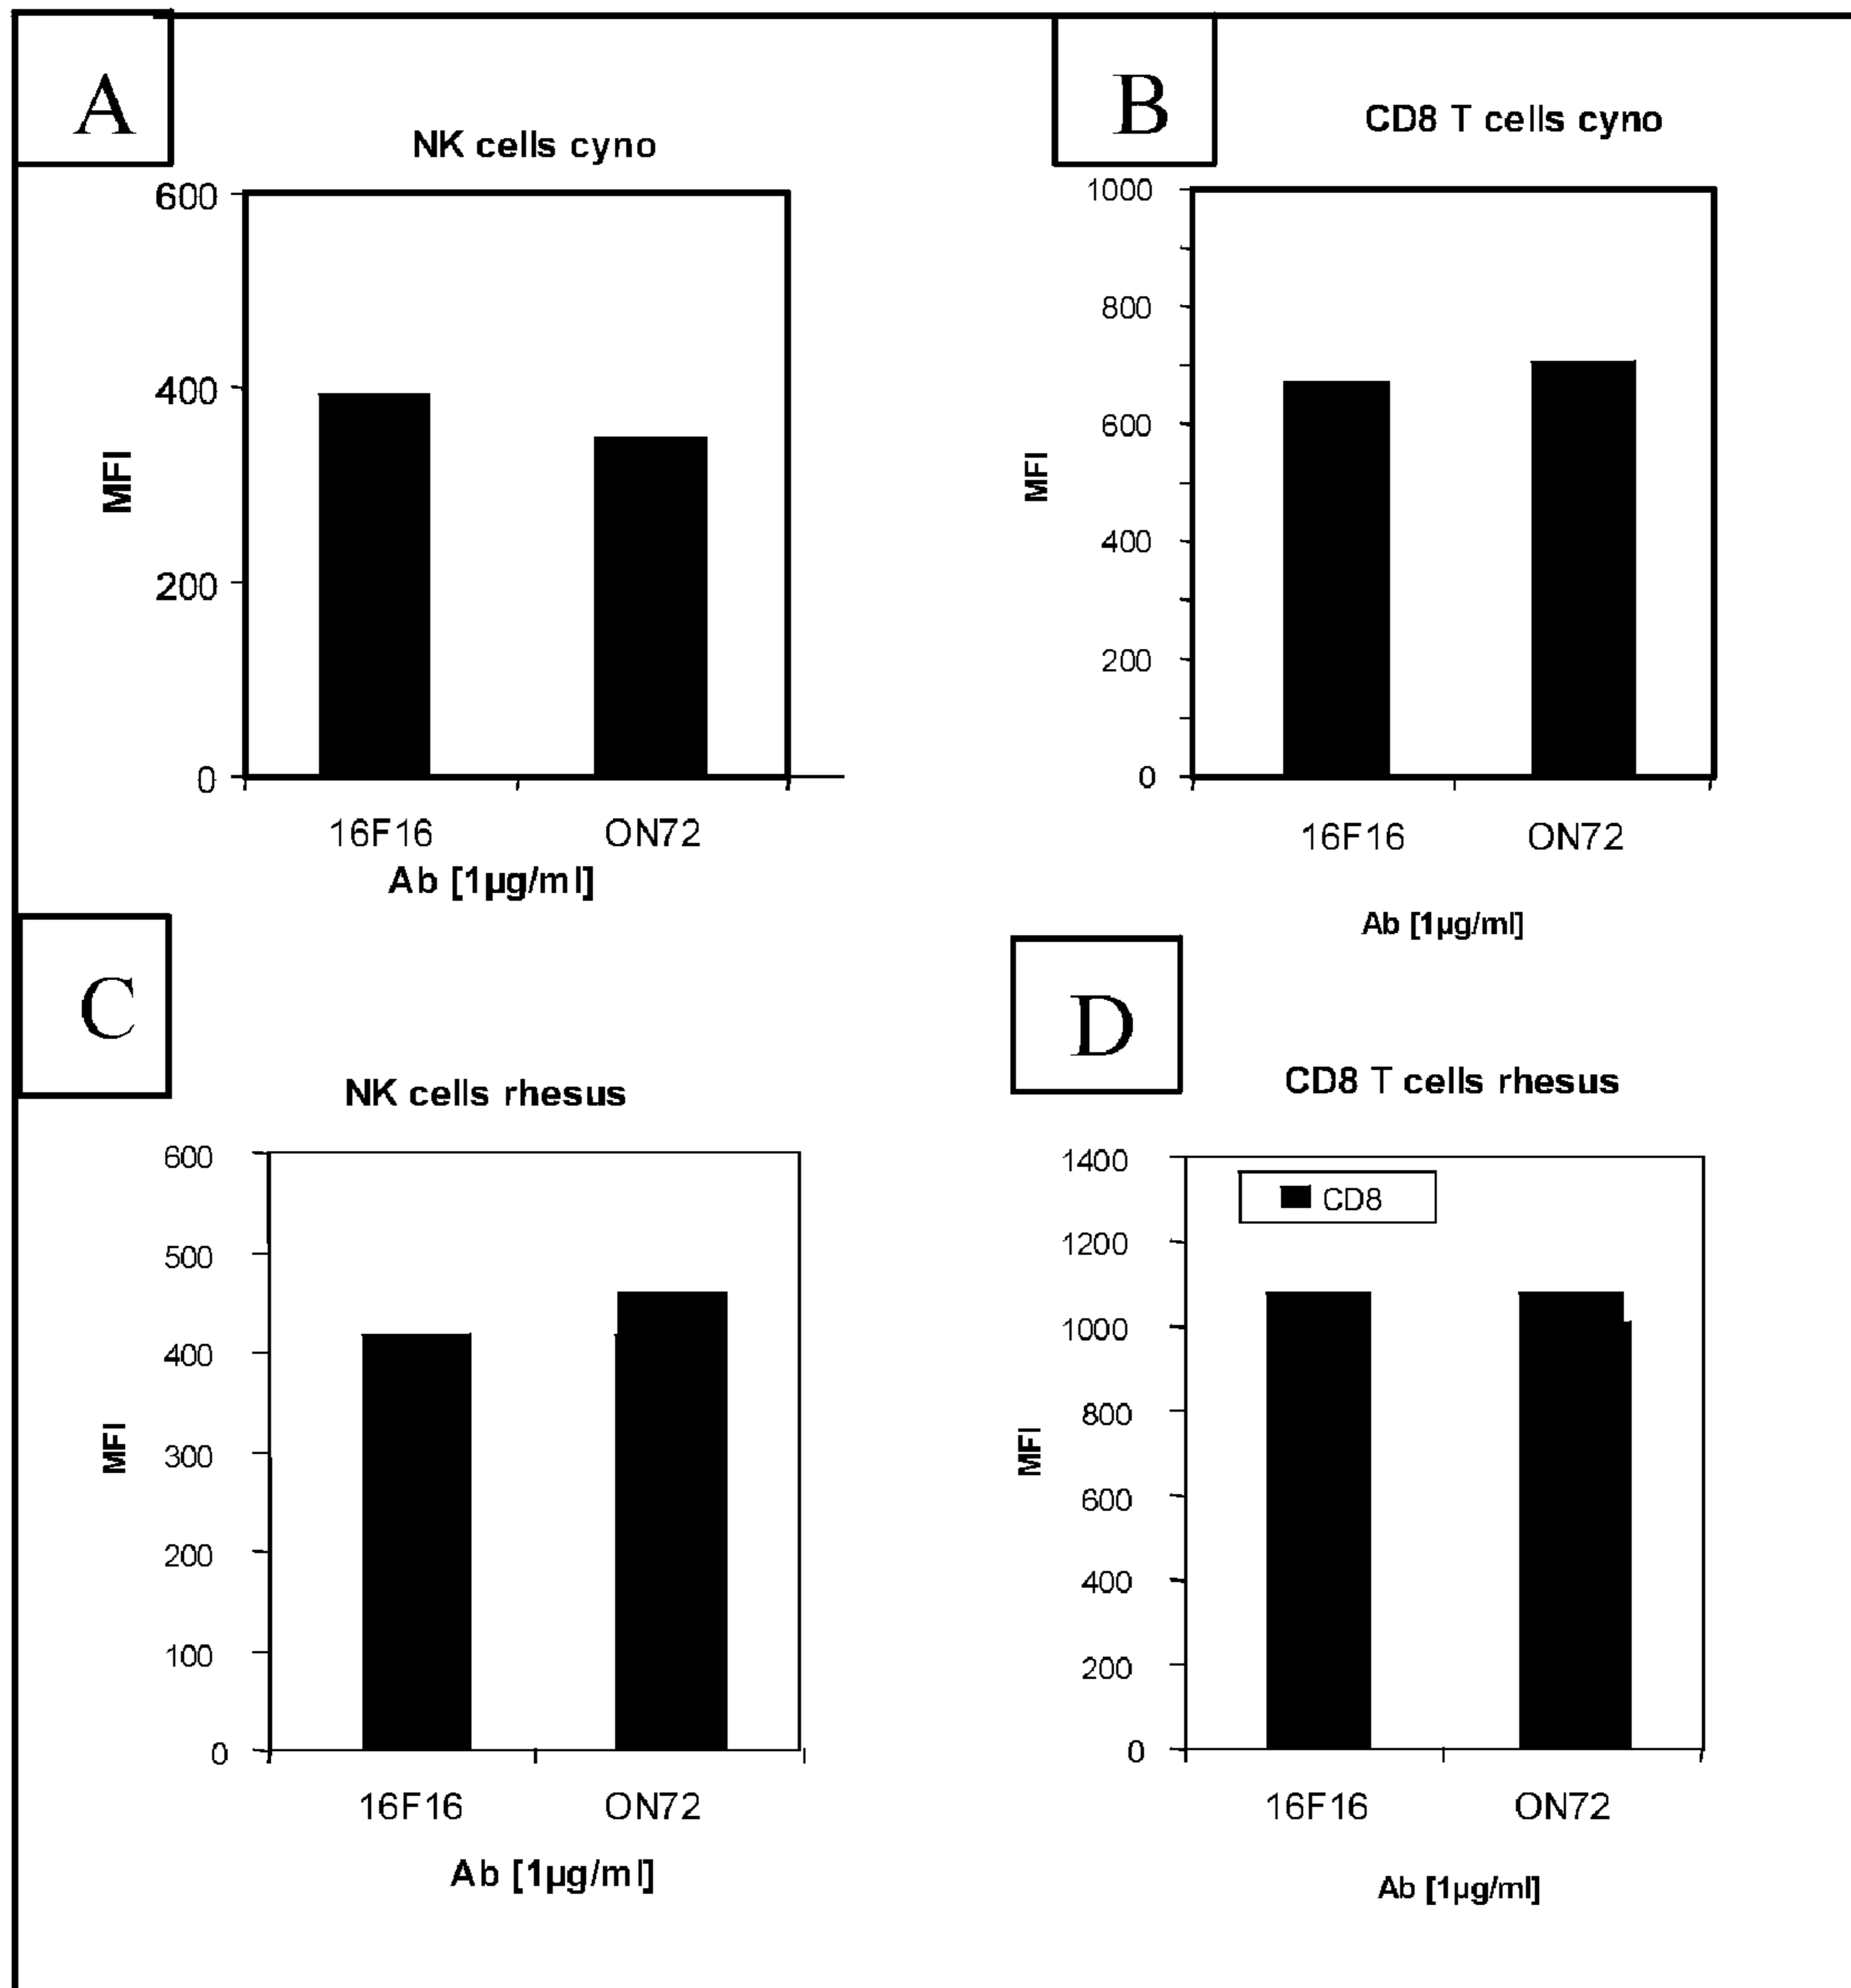 A
NK cells cyno
600
400
200
0
MFI
16F16 ON72
Ab [1µg/ml]
B
CD8 T cells cyno
1000
800
600
400
200
0
MFI
16F16 ON72
Ab [1µg/ml]
C
NK cells rhesus
600
500
400
300
200
100
0
MFI
16F16 ON72
Ab [1µg/ml]
D
CD8 T cells rhesus
1400
1200
1000
800
600
400
200
0
CD8
MFI
16F16 ON72
Ab [1µg/ml]